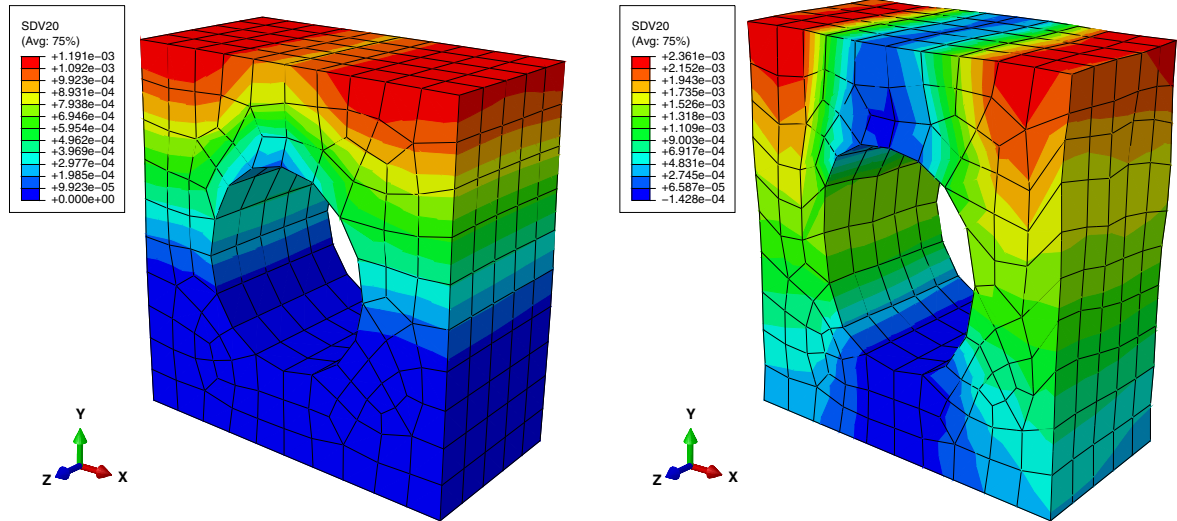 SDV20
(Avg: 75%)
+1.191e−03
+1.092e−03
+9.923e−04
+8.931e−04
+7.938e−04
+6.946e−04
+5.954e−04
+4.962e−04
+3.969e−04
+2.977e−04
+1.985e−04
+9.923e−05
+0.000e+00
Y
Z
X
SDV20
(Avg: 75%)
+2.361e−03
+2.152e−03
+1.943e−03
+1.735e−03
+1.526e−03
+1.318e−03
+1.109e−03
+9.003e−04
+6.917e−04
+4.831e−04
+2.745e−04
+6.587e−05
−1.428e−04
Y
Z
X